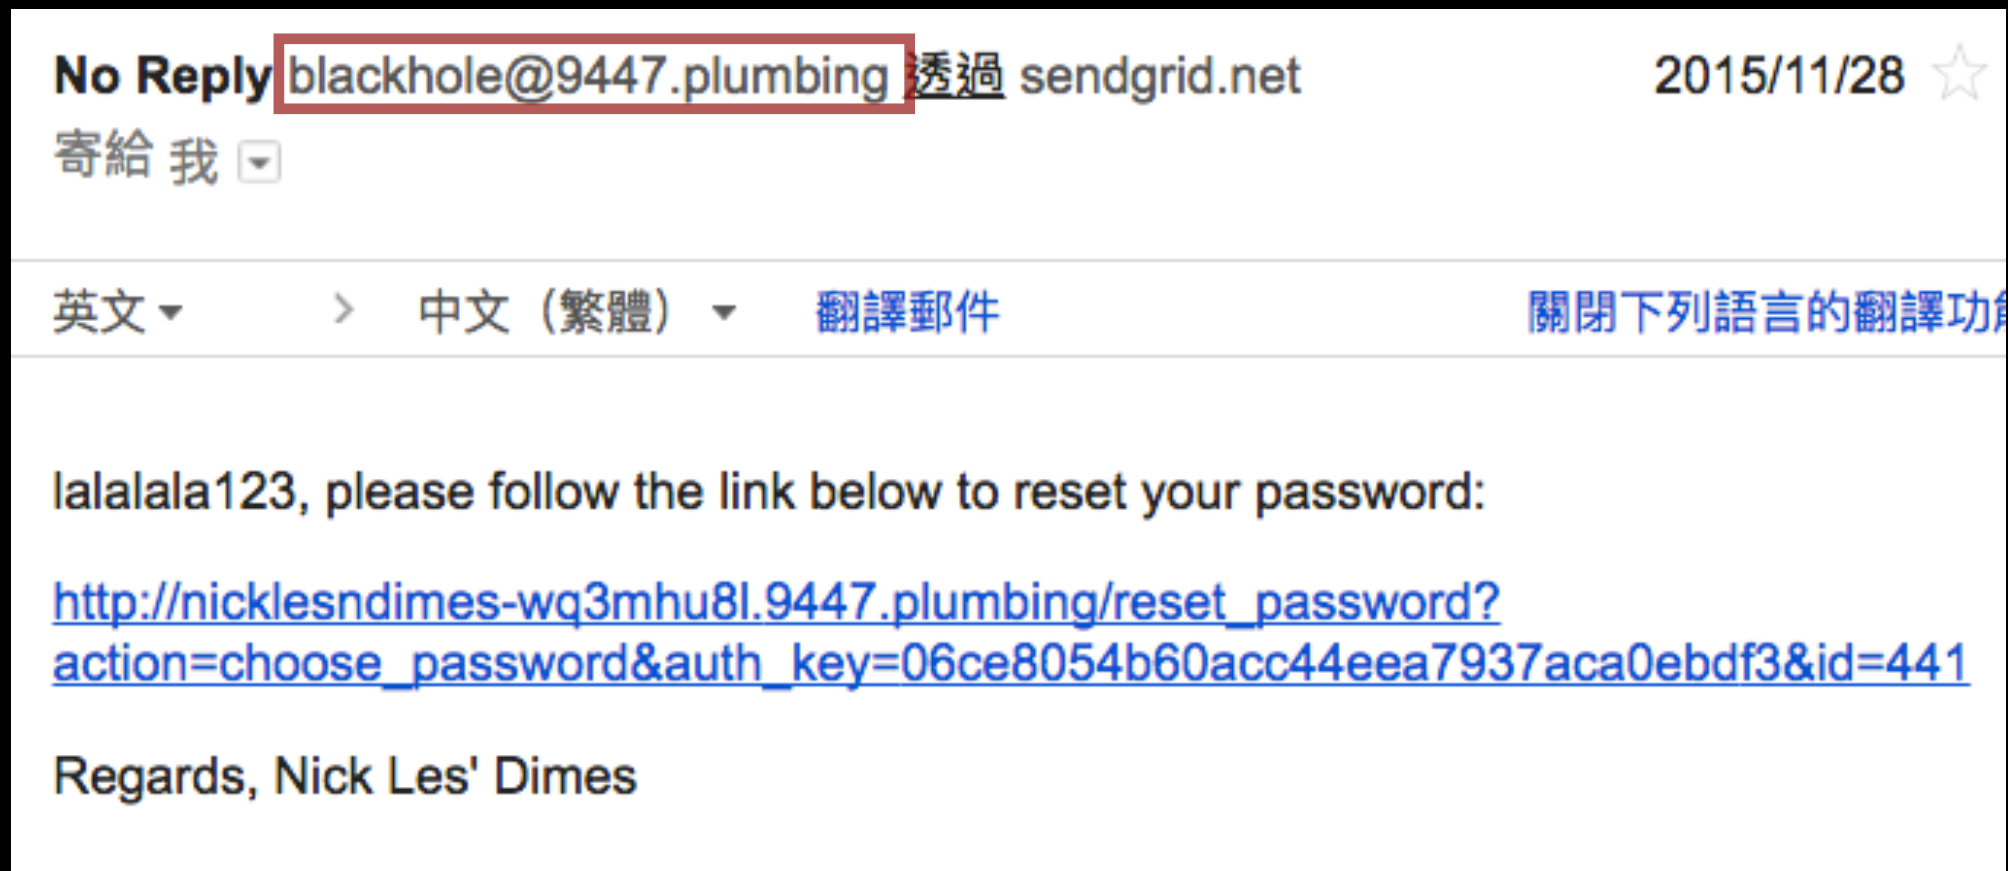 No Reply blackhole@9447.plumbing 透過 sendgrid.net 2015/11/28
寄給 我
英文 > 中文（繁體） 翻譯郵件 關閉下列語言的翻譯功
lalalala123, please follow the link below to reset your password:
http://nicklesndimes-wq3mhu8l.9447.plumbing/reset_password?
action=choose_password&auth_key=06ce8054b60acc44eea7937aca0ebdf3&id=441
Regards, Nick Les' Dimes